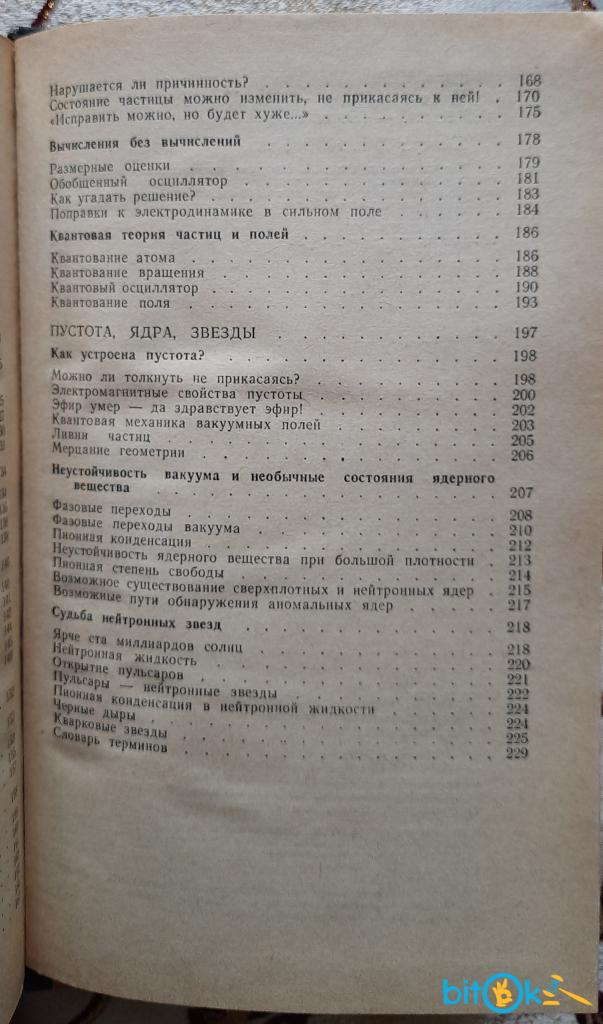 Нарушается ли причинность? . . . . . . . . . . . 168
Состояние частицы можно изменить, не прикасаясь к ней! . 170
«Исправить можно, но будет хуже...» . . . . . . . . 175
Вычисления без вычислений . . . . . . . . . . . 178
Размерные оценки . . . . . . . . . . . . . . 179
Обобщенный осциллятор . . . . . . . . . . . . 181
Как угадать решение? . . . . . . . . . . . . . 183
Поправки к электродинамике в сильном поле . . . . . . 184
Квантовая теория частиц и полей . . . . . . . . . 186
Квантование атома . . . . . . . . . . . . . . 186
Квантование вращения . . . . . . . . . . . . . 188
Квантовый осциллятор . . . . . . . . . . . . . 190
Квантование поля . . . . . . . . . . . . . . 193
ПУСТОТА, ЯДРА, ЗВЕЗДЫ . . . . . . . . . . . 197
Как устроена пустота? . . . . . . . . . . . . . 198
Можно ли толкнуть не прикасаясь? . . . . . . . . . 198
Электромагнитные свойства пустоты . . . . . . . . . 200
Эфир умер — да здравствует эфир! . . . . . . . . . 202
Квантовая механика вакуумных полей . . . . . . . . 203
Ливни частиц . . . . . . . . . . . . . . . 205
Мерцание геометрии . . . . . . . . . . . . . 206
Неустойчивость вакуума и необычные состояния ядерного
вещества . . . . . . . . . . . . . . . 207
Фазовые переходы . . . . . . . . . . . . . . 208
Фазовые переходы вакуума . . . . . . . . . . . 210
Пионная конденсация . . . . . . . . . . . . . 212
Неустойчивость ядерного вещества при большой плотности . 213
Пионная степень свободы . . . . . . . . . . . . 214
Возможное существование сверхплотных и нейтронных ядер . 215
Возможные пути обнаружения аномальных ядер . . . . . 217
Судьба нейтронных звезд . . . . . . . . . . . . 218
Ярче ста миллиардов солнц . . . . . . . . . . . 218
Нейтронная жидкость . . . . . . . . . . . . . 220
Открытие пульсаров . . . . . . . . . . . . . 221
Пульсары — нейтронные звезды . . . . . . . . . . 222
Пионная конденсация в нейтронной жидкости . . . . . 224
Черные дыры . . . . . . . . . . . . . . . 224
Кварковые звезды . . . . . . . . . . . . . . 225
Словарь терминов . . . . . . . . . . . . . . 229